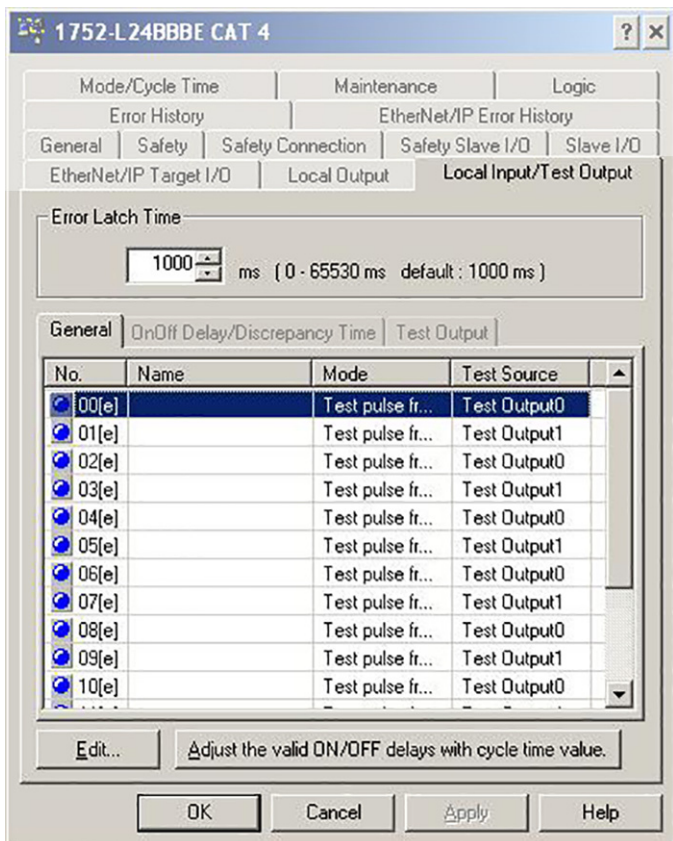 1752-L24BBBE CAT 4
Mode/Cycle Time Maintenance Logic
Error History EtherNet/IP Error History
General Safety Safety Connection Safety Slave I/O Slave I/O
EtherNet/IP Target I/O Local Output Local Input/Test Output
Error Latch Time
1000 ms ( 0 - 65530 ms default : 1000 ms )
General OnOff Delay/Discrepancy Time Test Output
No. Name Mode Test Source
00[e] Test pulse fr... Test Output0
01[e] Test pulse fr... Test Output1
02[e] Test pulse fr... Test Output0
03[e] Test pulse fr... Test Output1
04[e] Test pulse fr... Test Output0
05[e] Test pulse fr... Test Output1
06[e] Test pulse fr... Test Output0
07[e] Test pulse fr... Test Output1
08[e] Test pulse fr... Test Output0
09[e] Test pulse fr... Test Output1
10[e] Test pulse fr... Test Output0
Edit... Adjust the valid ON/OFF delays with cycle time value.
OK Cancel Apply Help